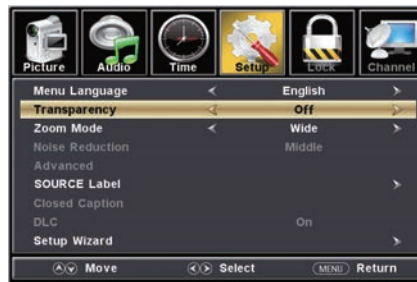 Picture Audio Time Setup Lock Channel
Menu Language English
Transparency Off
Zoom Mode Wide
Noise Reduction Middle
Advanced
SOURCE Label
Closed Caption
DLC On
Setup Wizard
Move Select MENU Return